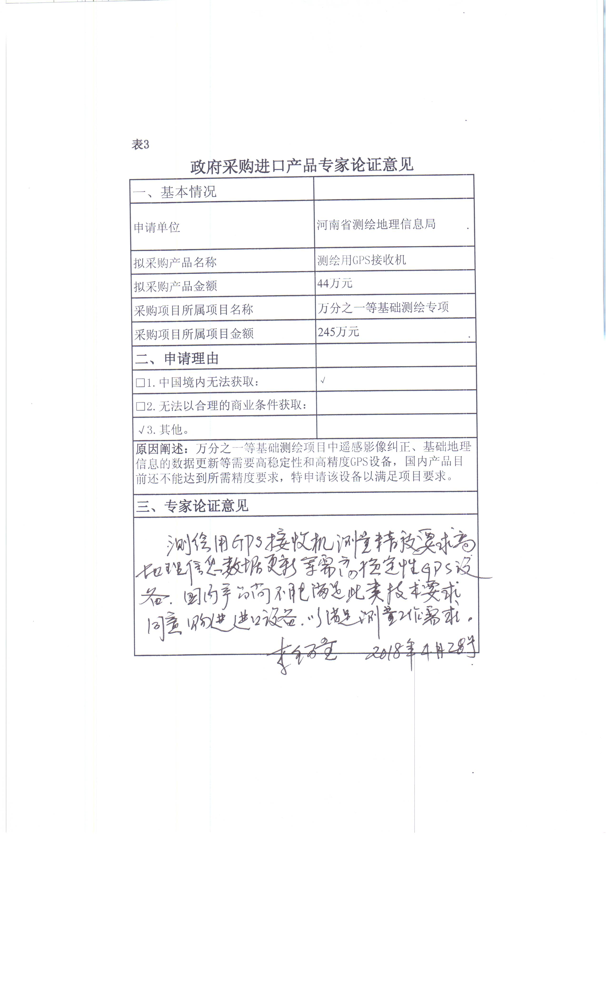 表3
政府采购进口产品专家论证意见
一、基本情况
申请单位 河南省测绘地理信息局
拟采购产品名称 测绘用GPS接收机
拟采购产品金额 44万元
采购项目所属项目名称 万分之一等基础测绘专项
采购项目所属项目金额 245万元
二、申请理由
□1.中国境内无法获取： √
□2.无法以合理的商业条件获取：
√3.其他。
原因阐述：万分之一等基础测绘项目中遥感影像纠正、基础地理
信息的数据更新等需要高稳定性和高精度GPS设备，国内产品目
前还不能达到所需精度要求，特申请该设备以满足项目要求。
三、专家论证意见
测绘用GPS接收机测量精度要求高
地理信息数据更新等需高稳定性GPS设
备.国内产品尚不能满足此类技术要求
同意购进进口设备.以满足测量工作需求。
2018年4月28号